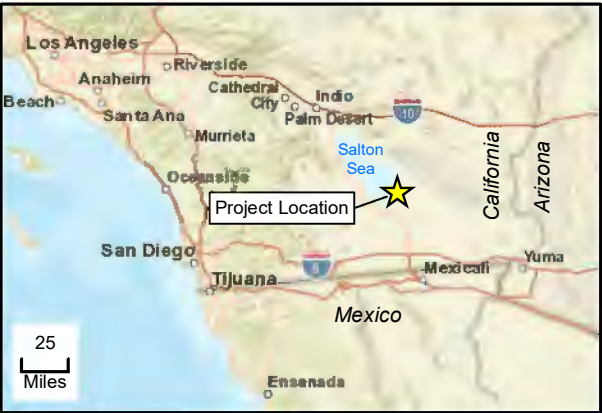 Los Angeles
Riverside
Anaheim
Cathedral
City
Indio
Palm Desert
Beach
Santa Ana
10
Murrieta
Salton
Sea
California
Arizona
Oceanside
Project Location
San Diego
8
Mexicali
Yuma
Tijuana
Mexico
25
Miles
Ensenada